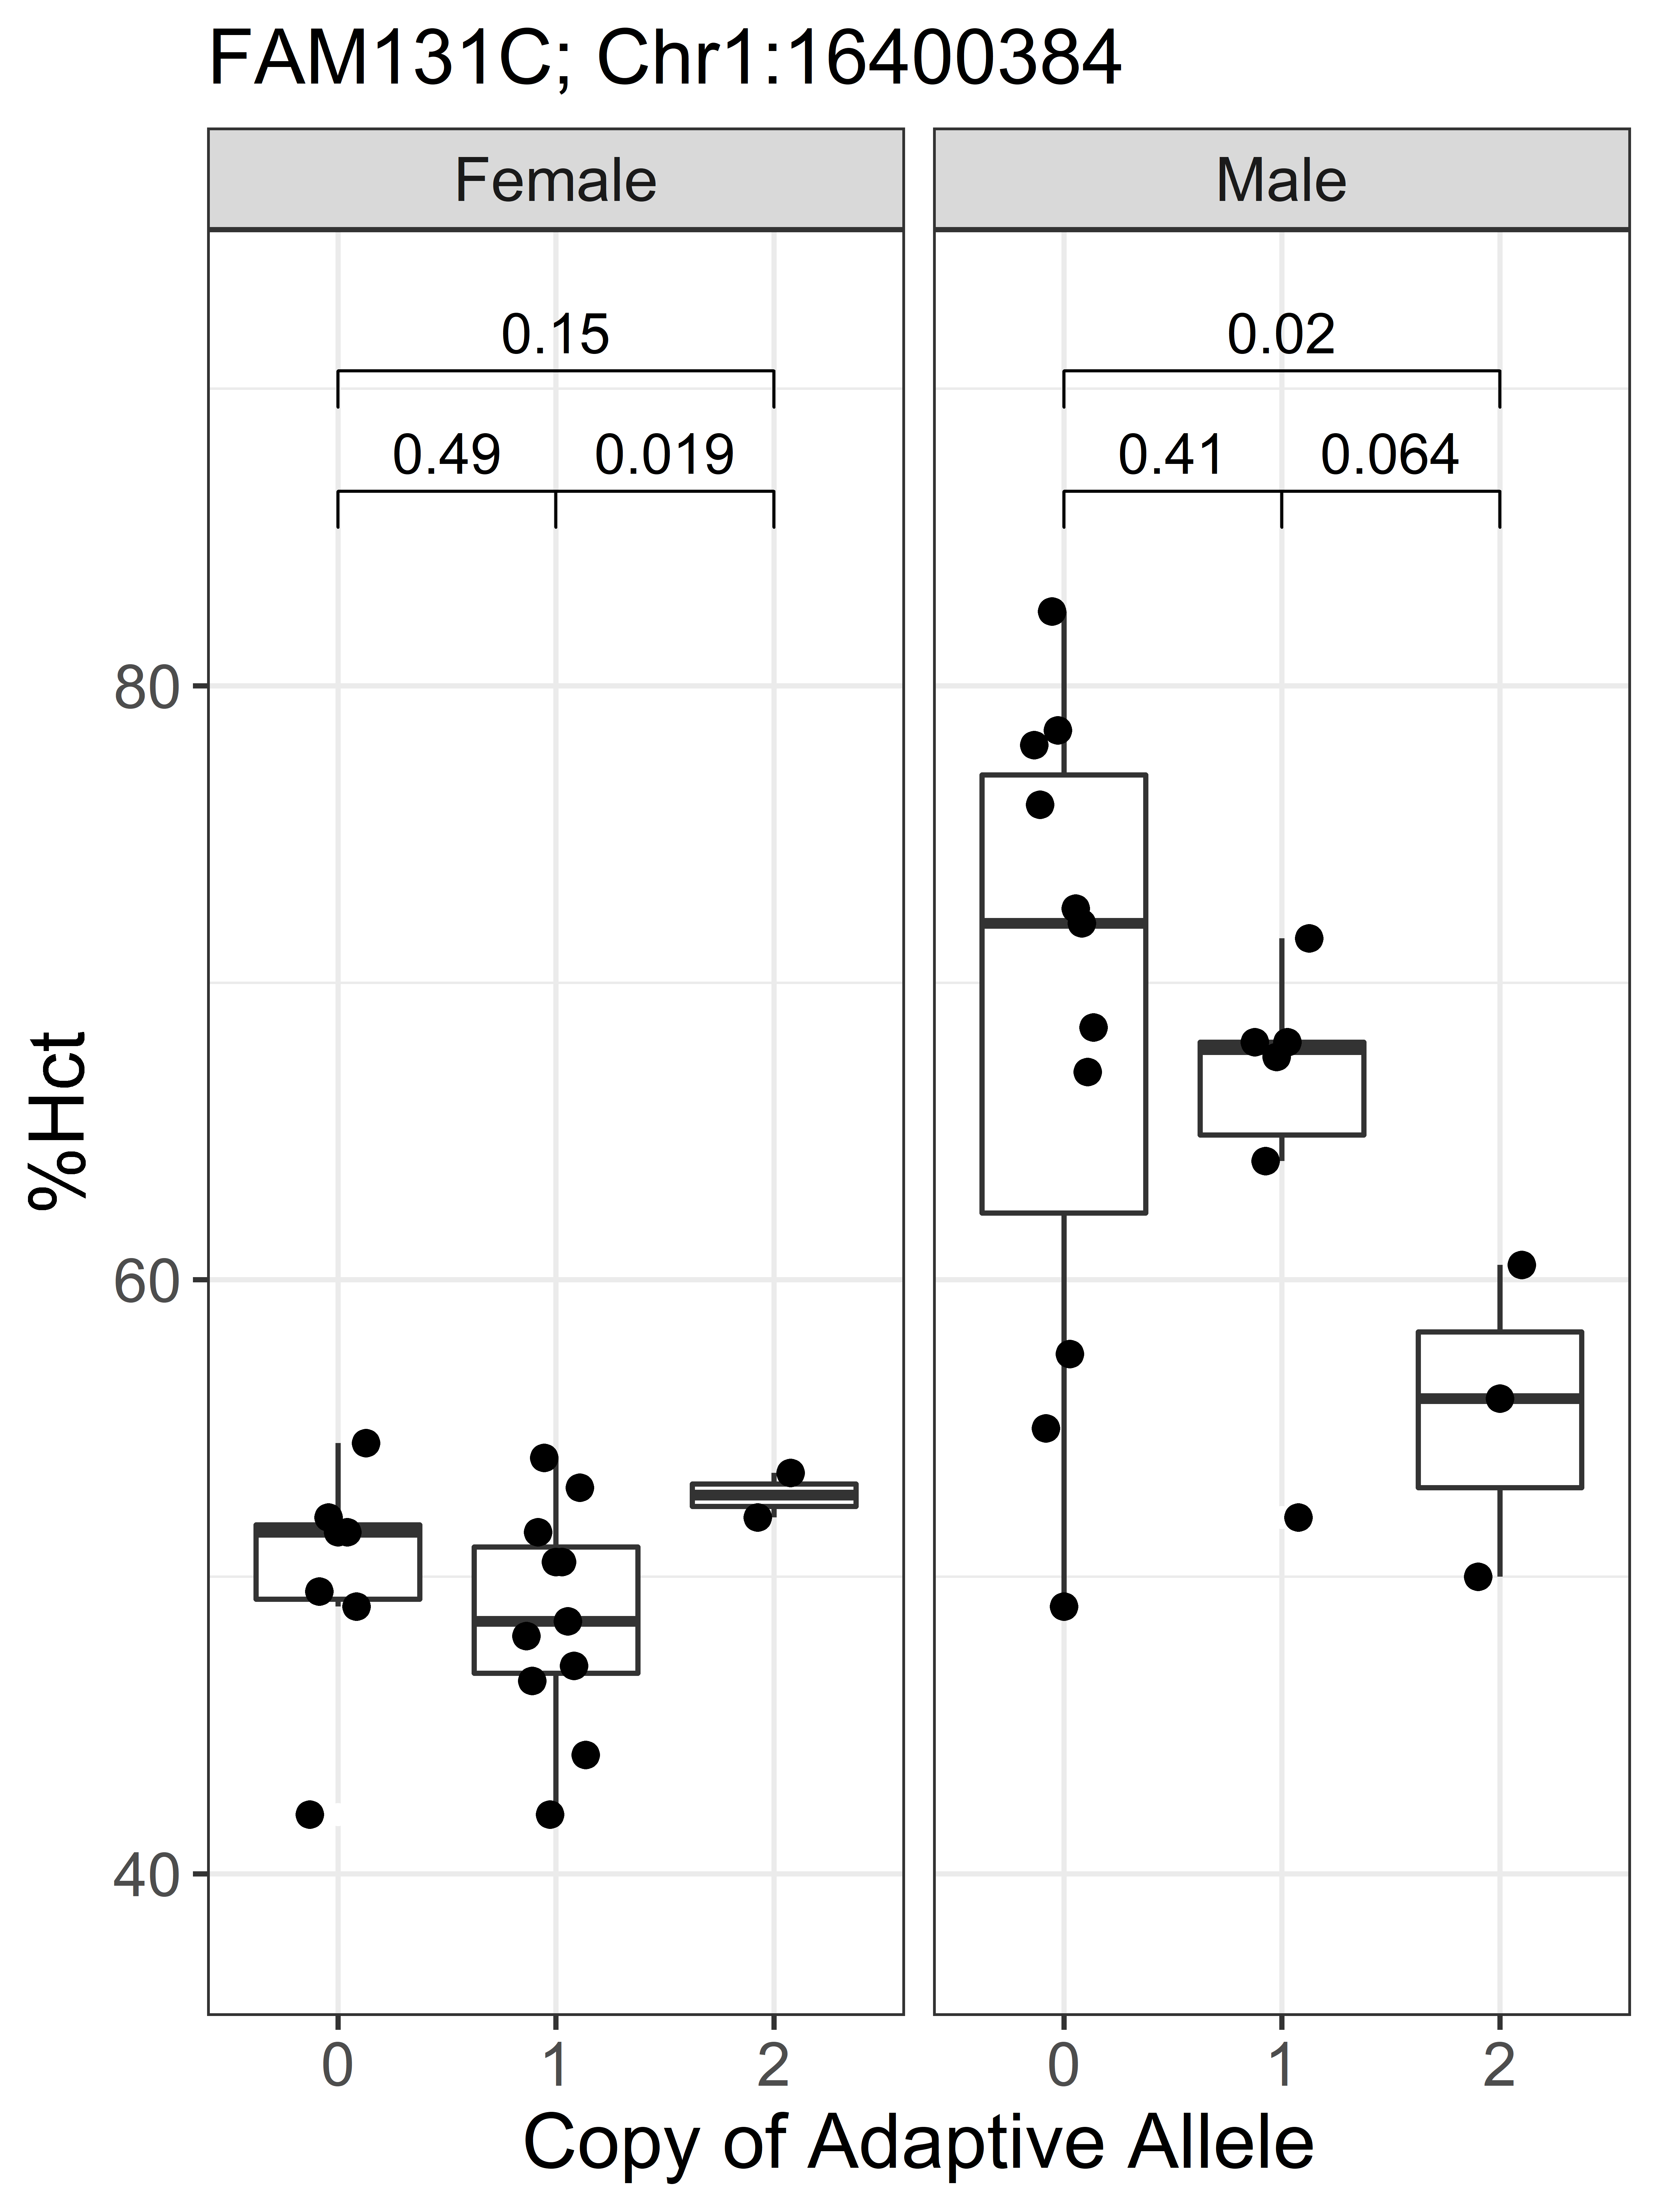 FAM131C; Chr1:16400384
Female Male
0.15 0.02
0.49 0.019 0.41 0.064
80
%Hct
60
40
0 1 2 0 1 2
Copy of Adaptive Allele